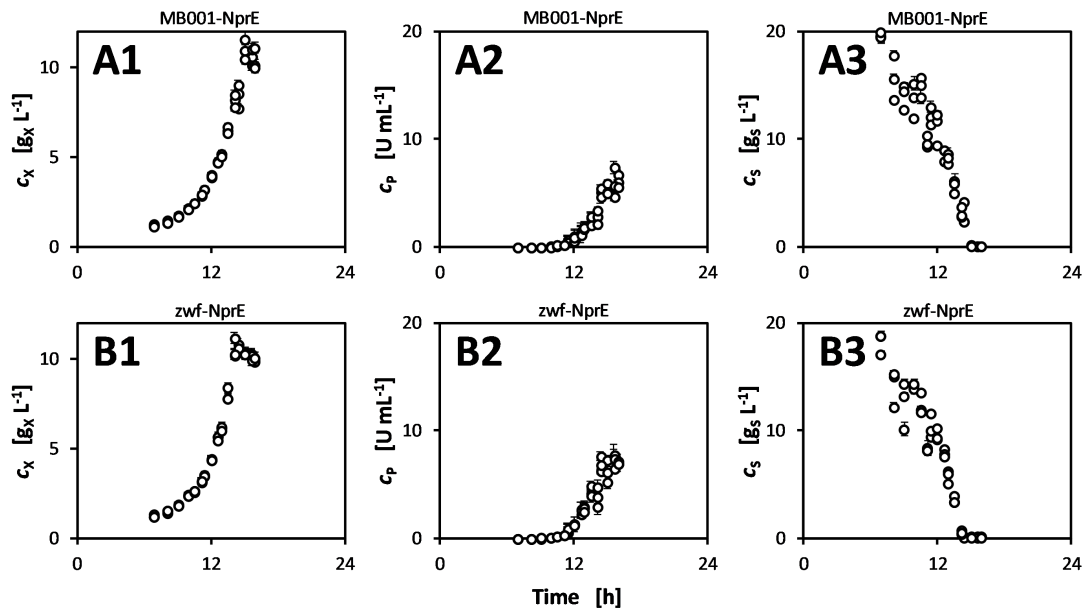 MB001-NprE
MB001-NprE
MB001-NprE
A1
A2
A3
c_X [g_X L⁻¹]
c_P [U mL⁻¹]
c_S [g_S L⁻¹]
10
5
0
0
12
24
20
10
0
0
12
24
20
10
0
0
12
24
zwf-NprE
zwf-NprE
zwf-NprE
B1
B2
B3
c_X [g_X L⁻¹]
c_P [U mL⁻¹]
c_S [g_S L⁻¹]
10
5
0
0
12
24
20
10
0
0
12
24
20
10
0
0
12
24
Time [h]